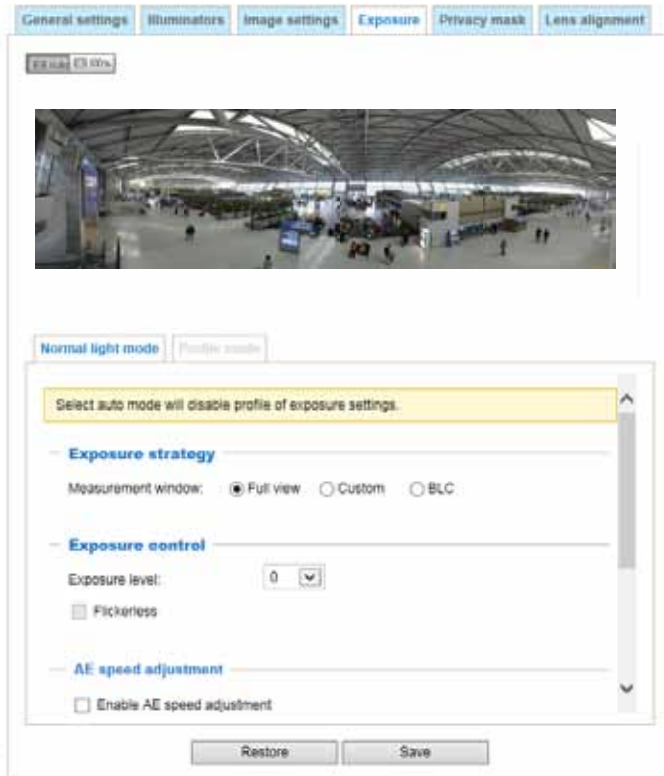 General settings Illuminators Image settings Exposure Privacy mask Lens alignment
Normal light mode Profile mode
Select auto mode will disable profile of exposure settings.
Exposure strategy
Measurement window: Full view Custom BLC
Exposure control
Exposure level: 0
Flickerless
AE speed adjustment
Enable AE speed adjustment
Restore Save